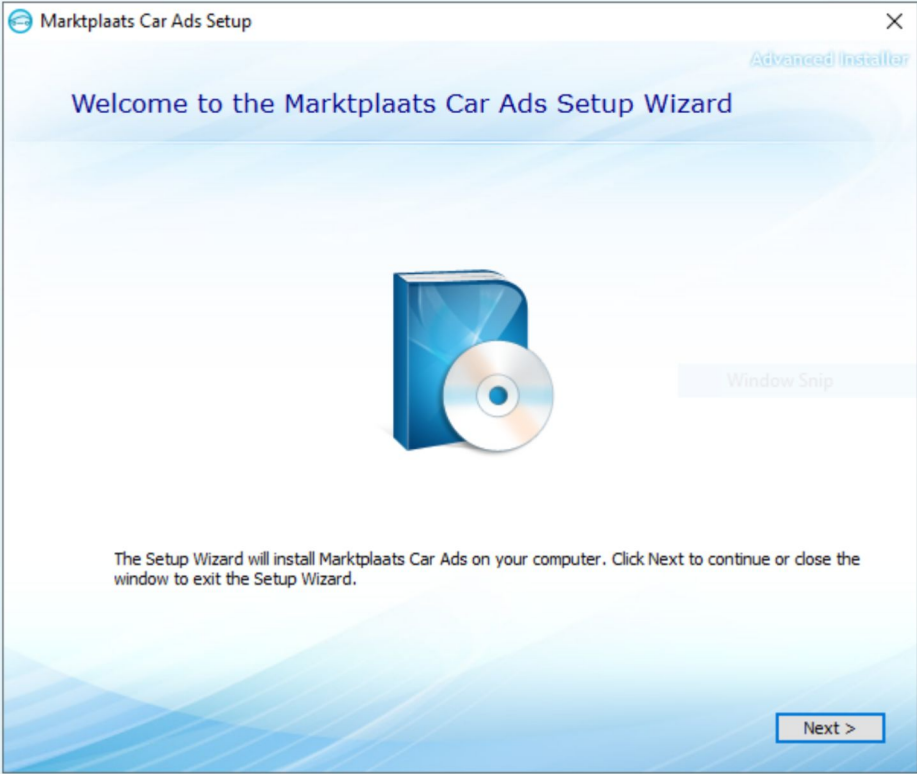 Marktplaats Car Ads Setup
Advanced Installer
Welcome to the Marktplaats Car Ads Setup Wizard
Window Snip
The Setup Wizard will install Marktplaats Car Ads on your computer. Click Next to continue or close the
window to exit the Setup Wizard.
Next >